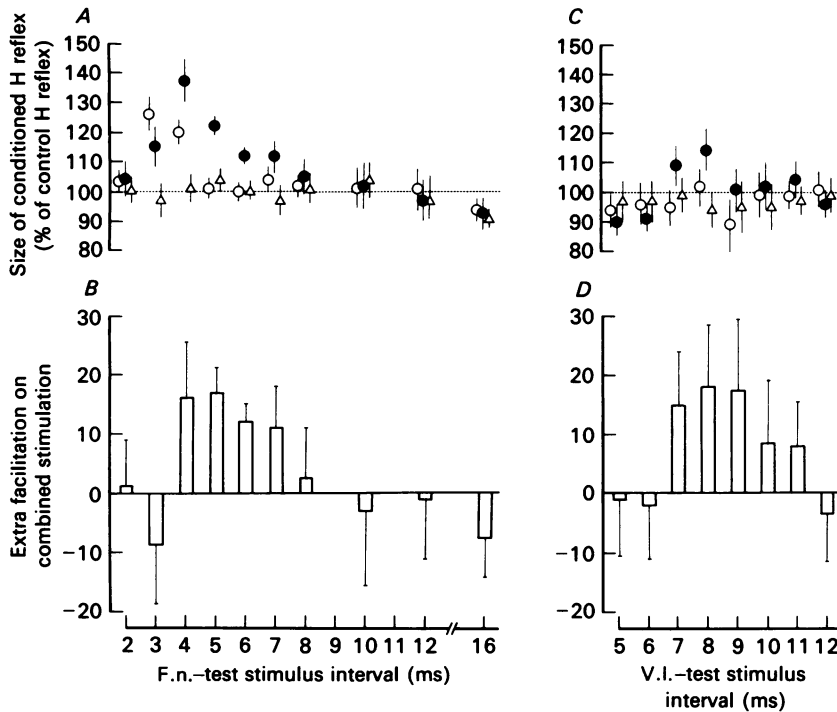 A
C
Size of conditioned H reflex
(% of control H reflex)
150
140
130
120
110
100
90
80
150
140
130
120
110
100
90
80
B
D
Extra facilitation on
combined stimulation
30
20
10
0
−10
−20
30
20
10
0
−10
−20
2 3 4 5 6 7 8 9 10 11 12 16
5 6 7 8 9 10 11 12
F.n.–test stimulus interval (ms)
V.l.–test stimulus
interval (ms)